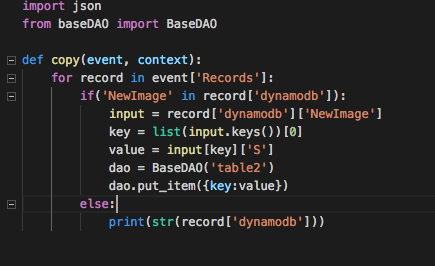 import json
from baseDAO import BaseDAO
def copy(event, context):
    for record in event['Records']:
        if('NewImage' in record['dynamodb']):
            input = record['dynamodb']['NewImage']
            key = list(input.keys())[0]
            value = input[key]['S']
            dao = BaseDAO('table2')
            dao.put_item({key:value})
        else:
            print(str(record['dynamodb']))